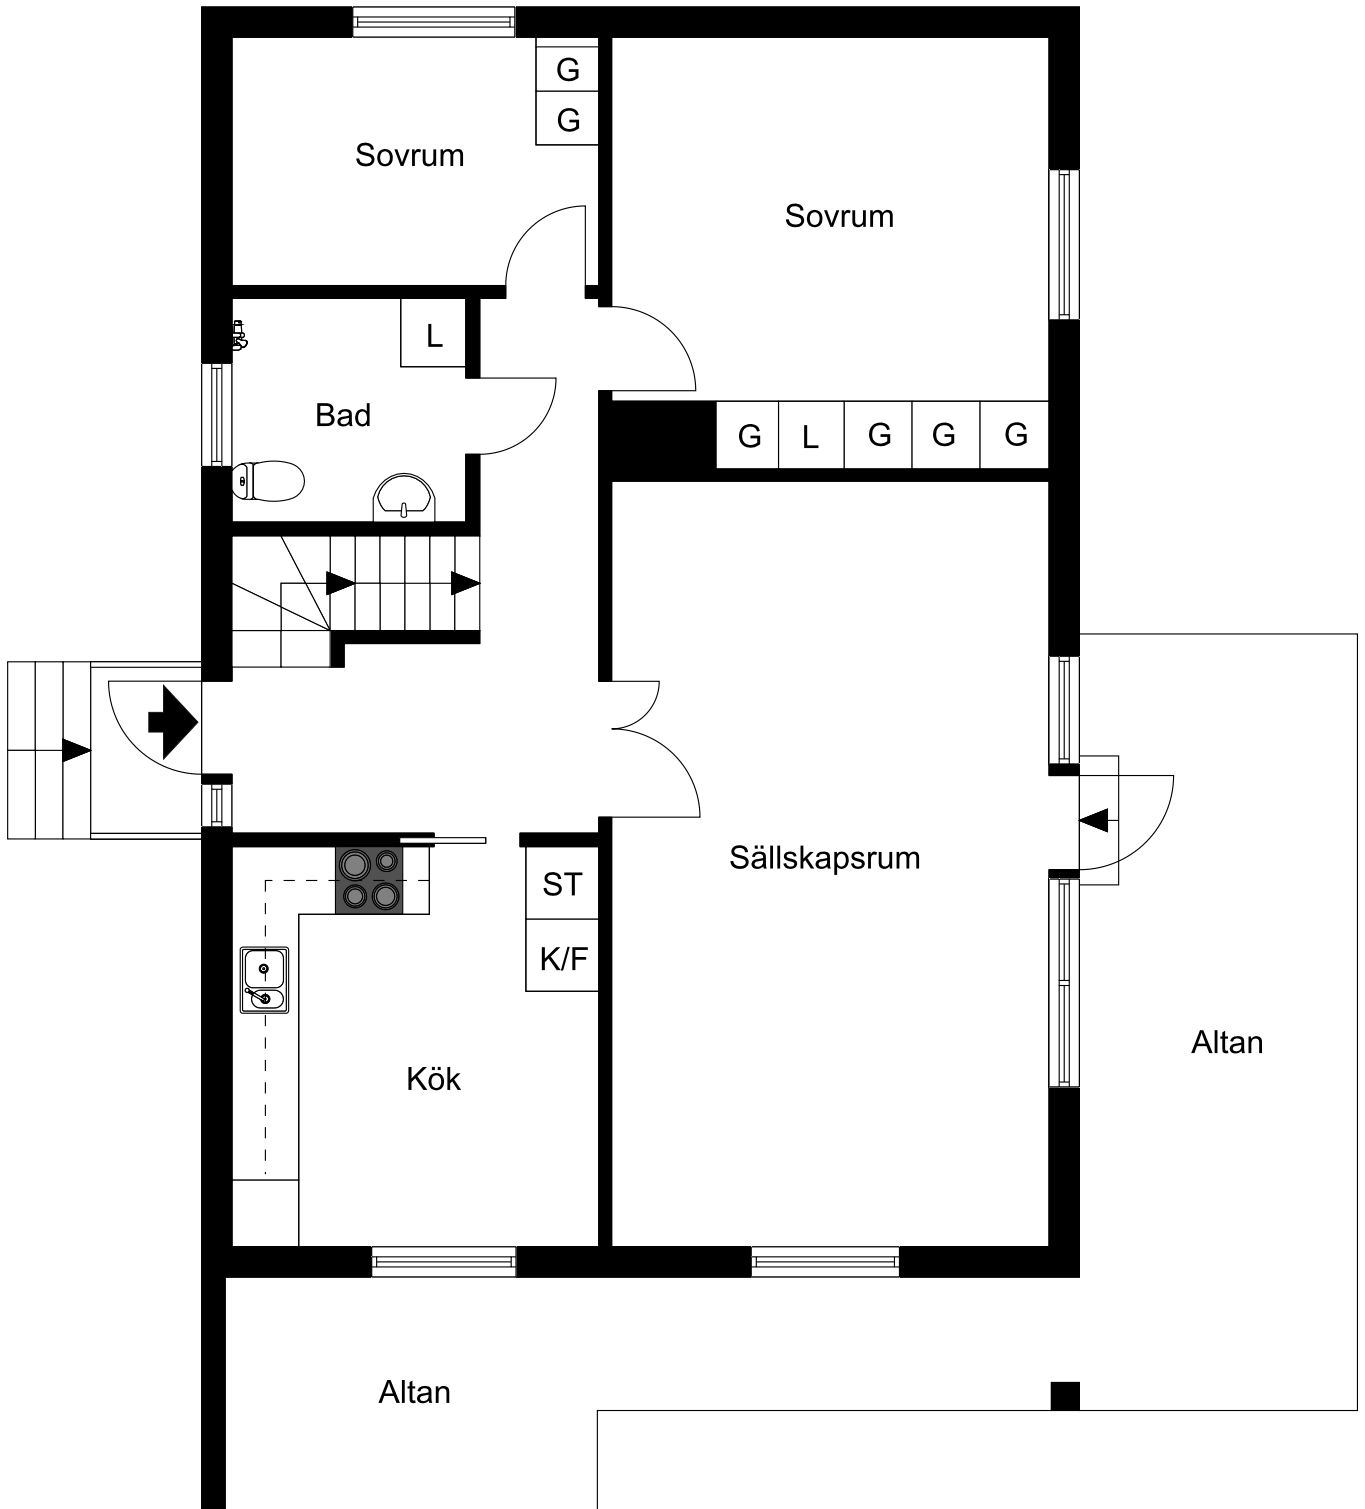 G
G
Sovrum
Sovrum
L
Bad
G L G G G
Sällskapsrum
ST
K/F
Altan
Kök
Altan